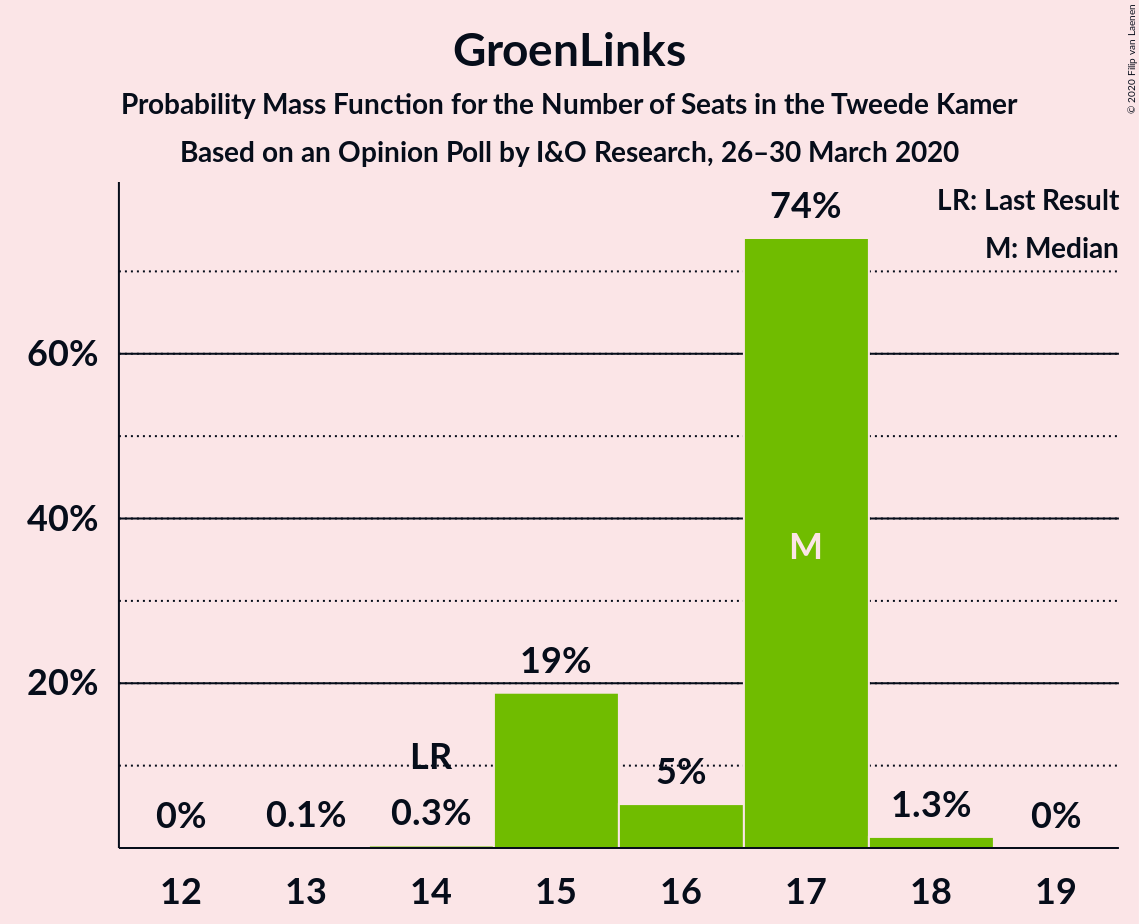 GroenLinks
Probability Mass Function for the Number of Seats in the Tweede Kamer
Based on an Opinion Poll by I&O Research, 26–30 March 2020
© 2020 Filip van Laenen
LR: Last Result
M: Median
74%
60%
40%
20%
M
19%
LR
5%
0%
0.1%
0.3%
1.3%
0%
12 13 14 15 16 17 18 19